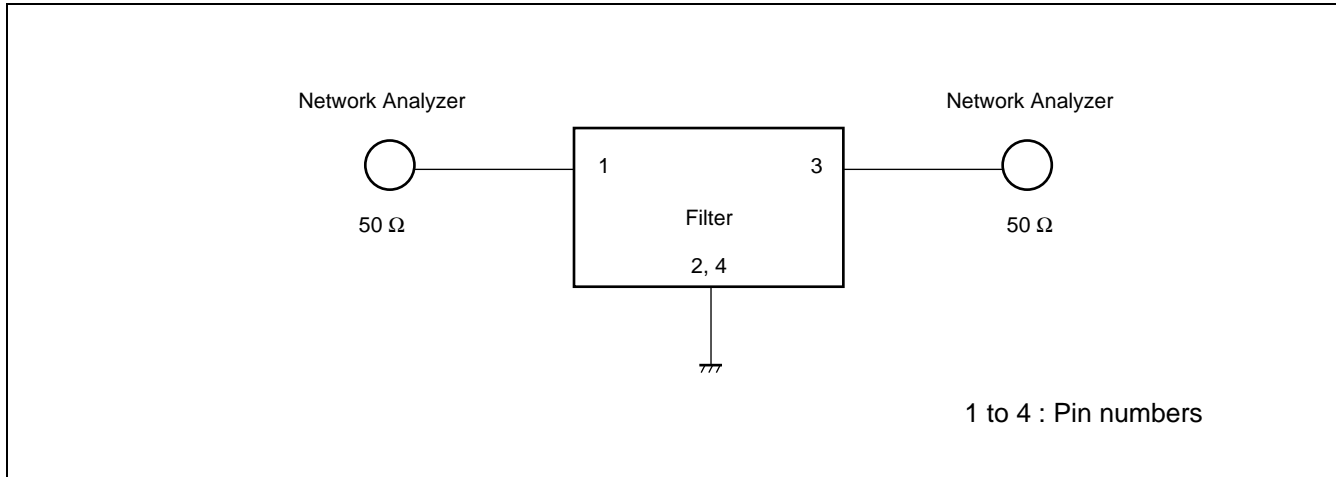 Network Analyzer
Network Analyzer
1
3
50 Ω
Filter
50 Ω
2, 4
1 to 4 : Pin numbers